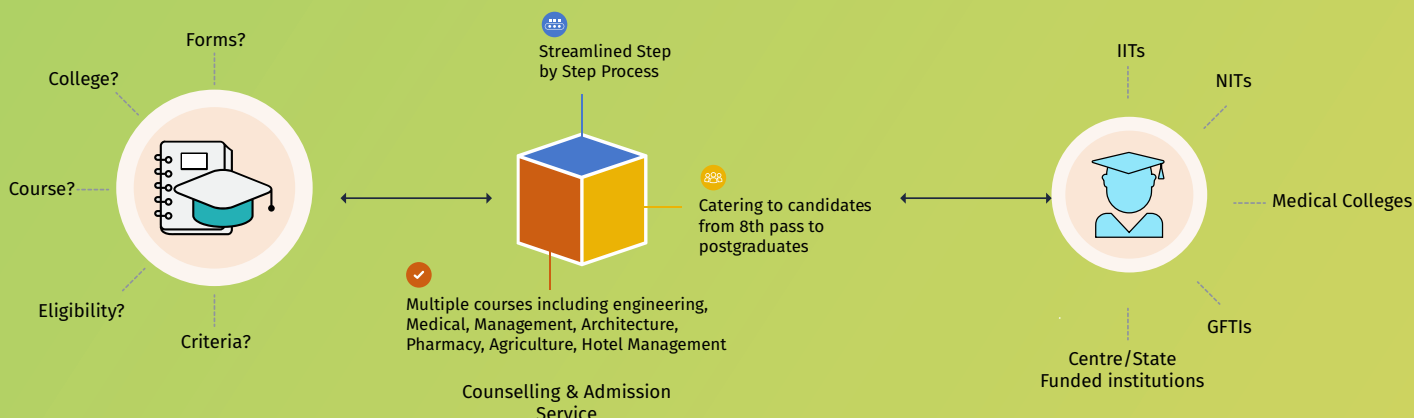 Forms?
College?
Course?
Eligibility?
Criteria?
Streamlined Step
by Step Process
Catering to candidates
from 8th pass to
postgraduates
Multiple courses including engineering,
Medical, Management, Architecture,
Pharmacy, Agriculture, Hotel Management
Counselling & Admission
Service
IITs
NITs
Medical Colleges
GFTIs
Centre/State
Funded institutions